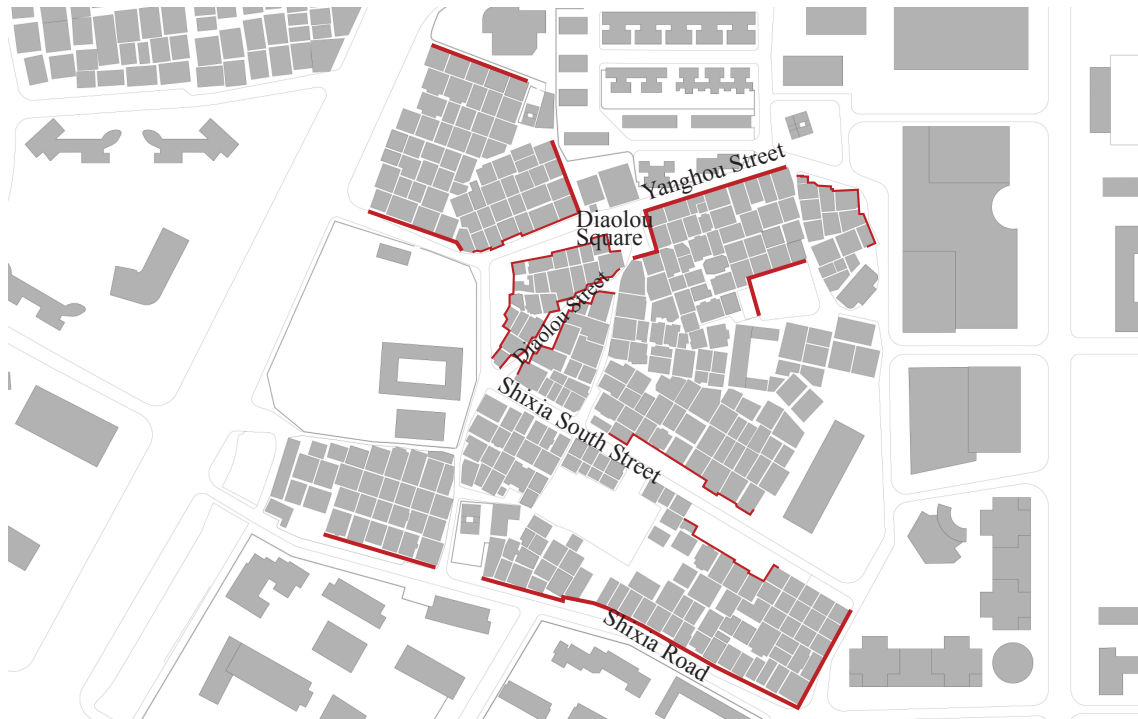 Yanghou Street
Diaolou
Square
Diaolou Street
Shixia South Street
Shixia Road